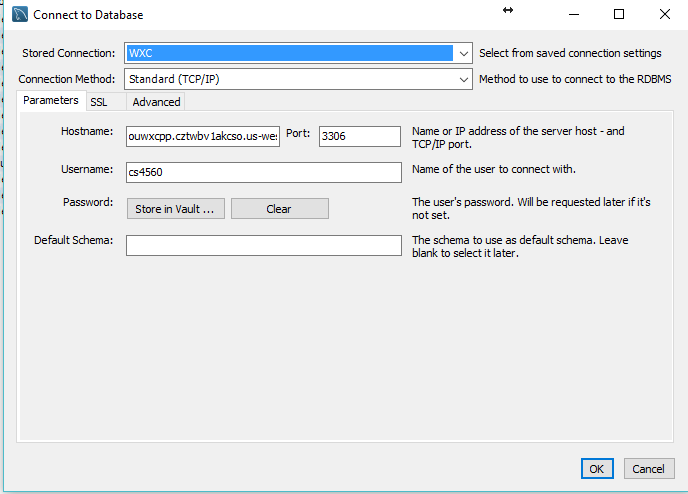 Connect to Database
Stored Connection: WXC Select from saved connection settings
Connection Method: Standard (TCP/IP) Method to use to connect to the RDBMS
Parameters SSL Advanced
Hostname: ouwxcpp.cztwbv1akcso.us-wes Port: 3306 Name or IP address of the server host - and
TCP/IP port.
Username: cs4560 Name of the user to connect with.
Password: Store in Vault ... Clear The user's password. Will be requested later if it's
not set.
Default Schema: The schema to use as default schema. Leave
blank to select it later.
OK Cancel